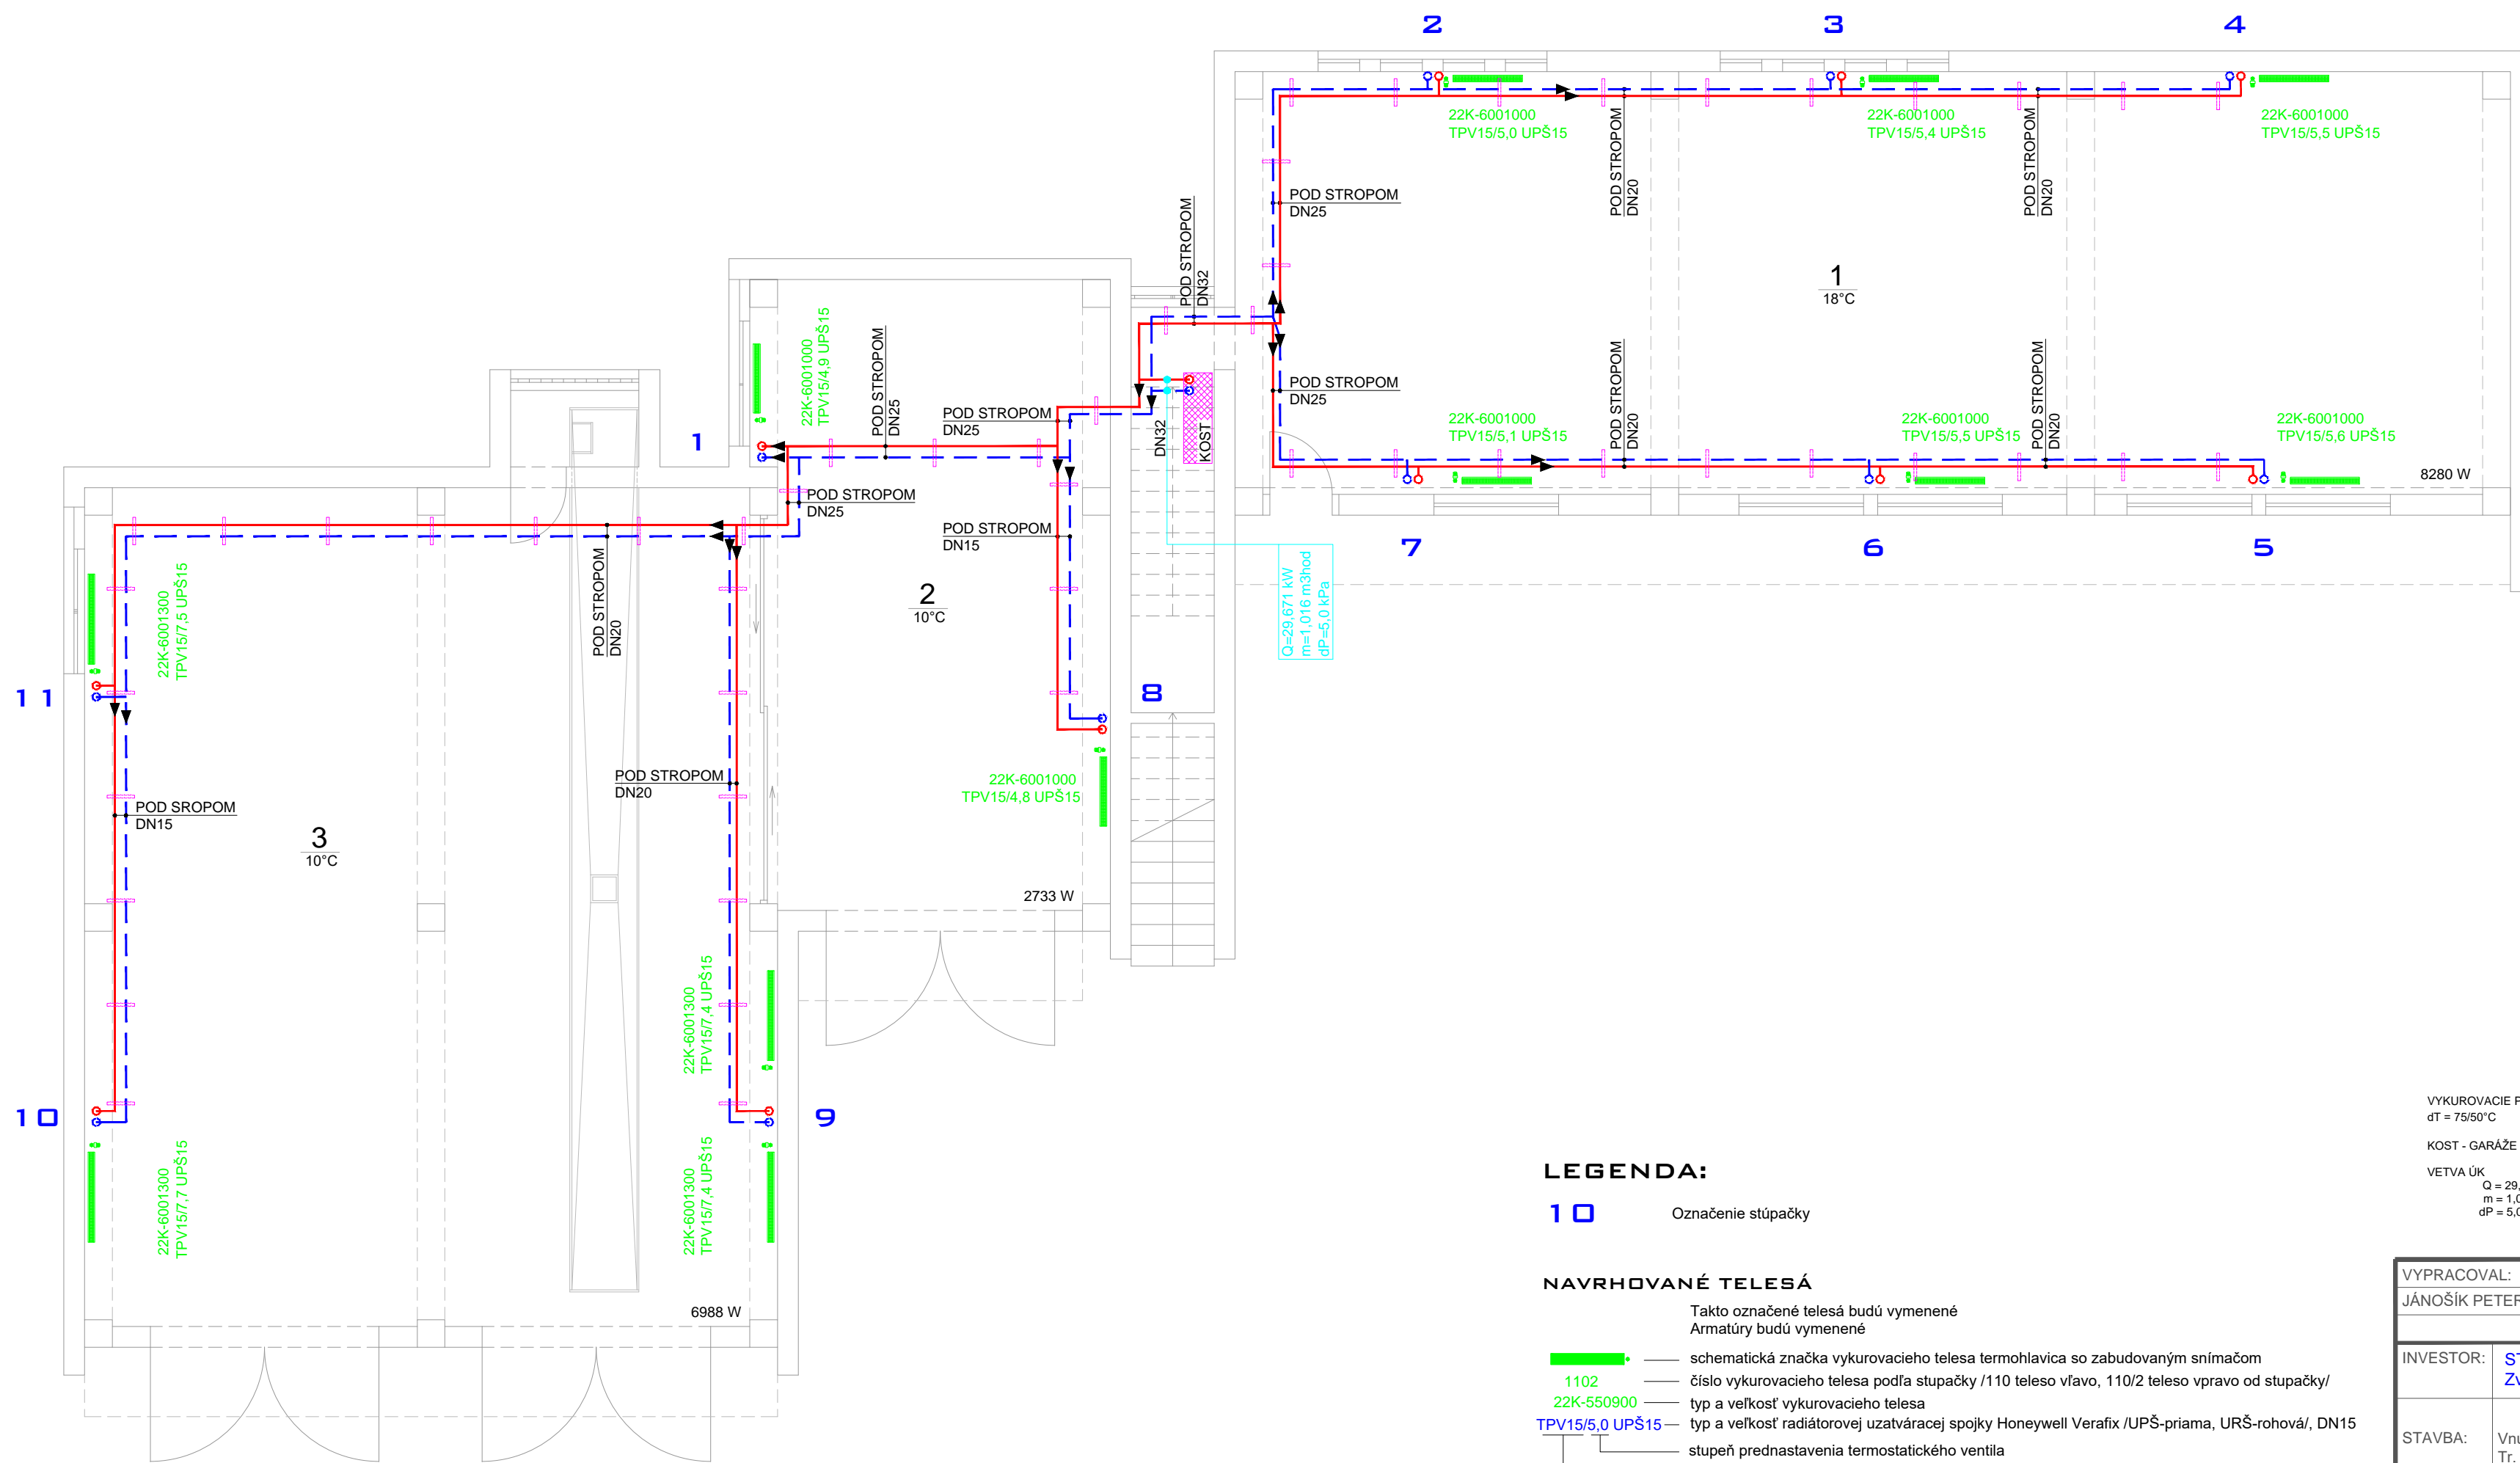 2
3
4
22K-6001000
TPV15/5,0 UPŠ15
22K-6001000
TPV15/5,4 UPŠ15
22K-6001000
TPV15/5,5 UPŠ15
POD STROPOM
DN20
POD STROPOM
DN20
POD STROPOM
DN25
POD STROPOM
DN32
1
18°C
22K-6001000
TPV15/4,9 UPŠ15
POD STROPOM
DN25
POD STROPOM
DN25
POD STROPOM
DN25
DN32
KOST
22K-6001000
TPV15/5,1 UPŠ15
POD STROPOM
DN20
22K-6001000
TPV15/5,5 UPŠ15
POD STROPOM
DN20
22K-6001000
TPV15/5,6 UPŠ15
8280 W
1
POD STROPOM
DN25
POD STROPOM
DN15
7
6
5
Q=29,671 kW
m=1,016 m3hod
dP=5,0 kPa
22K-6001300
TPV15/7,5 UPŠ15
POD STROPOM
DN20
2
10°C
11
8
POD STROPOM
DN20
22K-6001000
TPV15/4,8 UPŠ15
POD SROPOM
DN15
3
10°C
2733 W
22K-6001300
TPV15/7,4 UPŠ15
10
9
22K-6001300
TPV15/7,7 UPŠ15
22K-6001300
TPV15/7,4 UPŠ15
6988 W
VYKUROVACIE P
dT = 75/50°C
KOST - GARÁŽE
VETVA ÚK
Q = 29,
m = 1,0
dP = 5,0
LEGENDA:
10 Označenie stúpačky
NAVRHOVANÉ TELESÁ
Takto označené telesá budú vymenené
Armatúry budú vymenené
schematická značka vykurovacieho telesa termohlavica so zabudovaným snímačom
1102 číslo vykurovacieho telesa podľa stupačky /110 teleso vľavo, 110/2 teleso vpravo od stupačky/
22K-550900 typ a veľkosť vykurovacieho telesa
TPV15/5,0 UPŠ15 typ a veľkosť radiátorovej uzatváracej spojky Honeywell Verafix /UPŠ-priama, URŠ-rohová/, DN15
stupeň prednastavenia termostatického ventila
VYPRACOVAL:
JÁNOŠÍK PETER
INVESTOR:
STAVBA:
Tr.